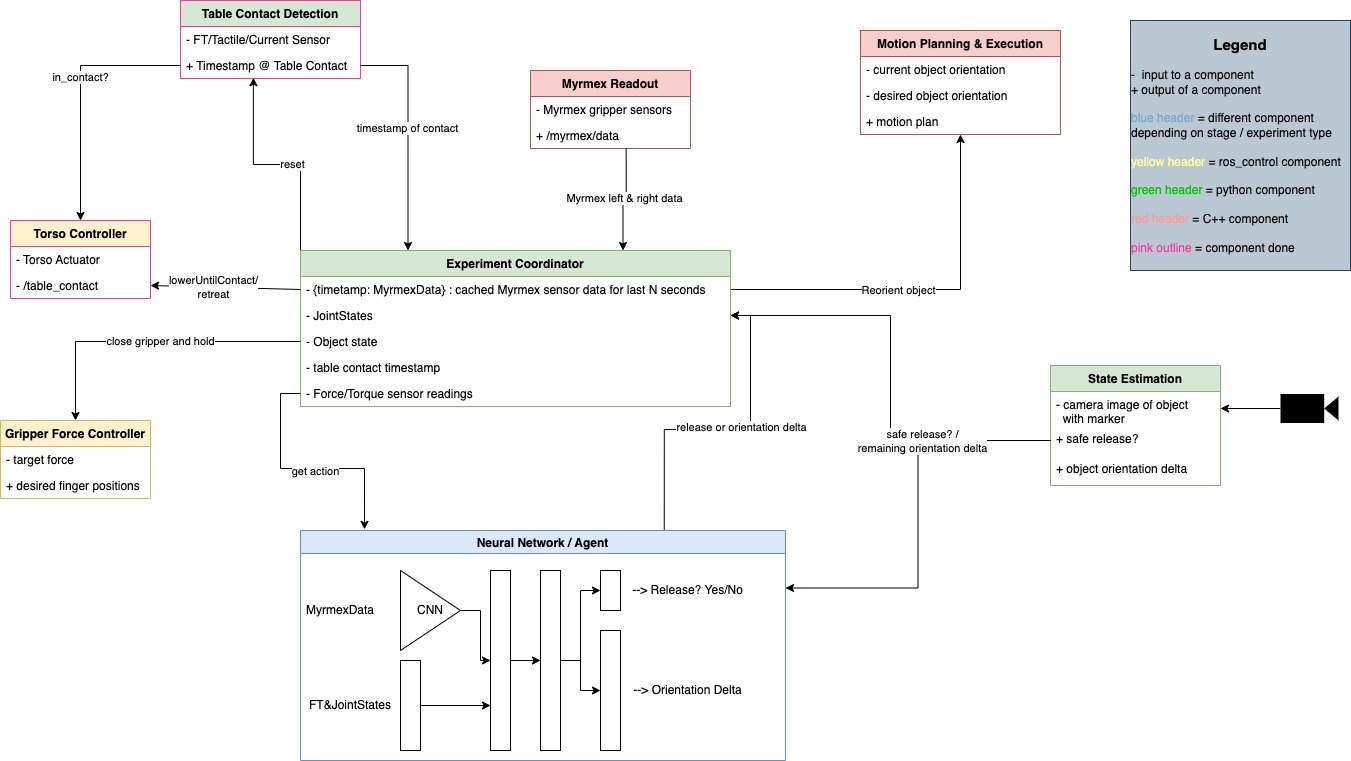 Table Contact Detection
- FT/Tactile/Current Sensor
+ Timestamp @ Table Contact
in_contact?
timestamp of contact
reset
Myrmex Readout
- Myrmex gripper sensors
+ /myrmex/data
Myrmex left & right data
Motion Planning & Execution
- current object orientation
- desired object orientation
+ motion plan
Legend
-  input to a component
+ output of a component
blue header = different component
depending on stage / experiment type
yellow header = ros_control component
green header = python component
red header = C++ component
pink outline = component done
Torso Controller
- Torso Actuator
- /table_contact
lowerUntilContact/
retreat
Experiment Coordinator
- {timetamp: MyrmexData} : cached Myrmex sensor data for last N seconds
- JointStates
- Object state
- table contact timestamp
- Force/Torque sensor readings
Reorient object
close gripper and hold
Gripper Force Controller
- target force
+ desired finger positions
get action
release or orientation delta
safe release? /
remaining orientation delta
State Estimation
- camera image of object
with marker
+ safe release?
+ object orientation delta
Neural Network / Agent
MyrmexData
CNN
--> Release? Yes/No
FT&JointStates
--> Orientation Delta